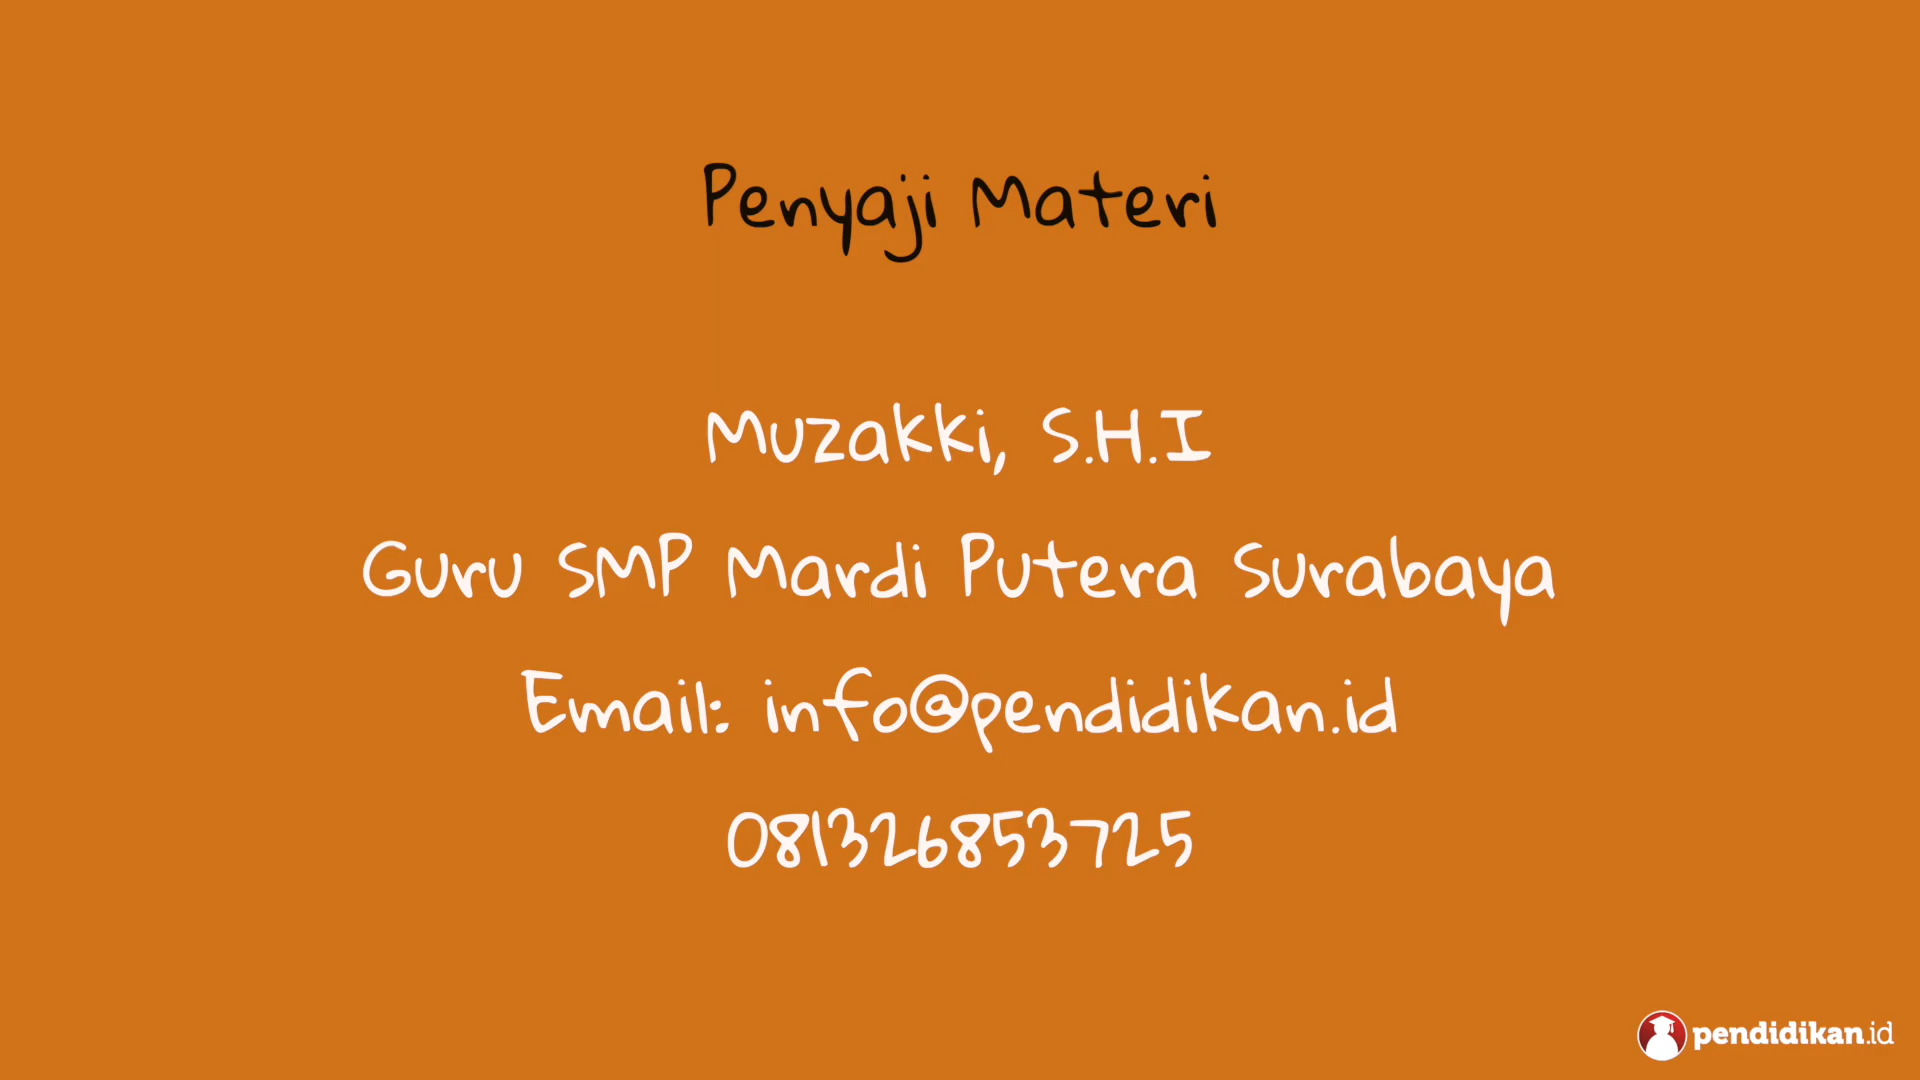 Penyaji Materi
Muzakki, S.H.I
Guru SMP Mardi Putera Surabaya
Email: info@pendidikan.id
081326853725
pendidikan.id